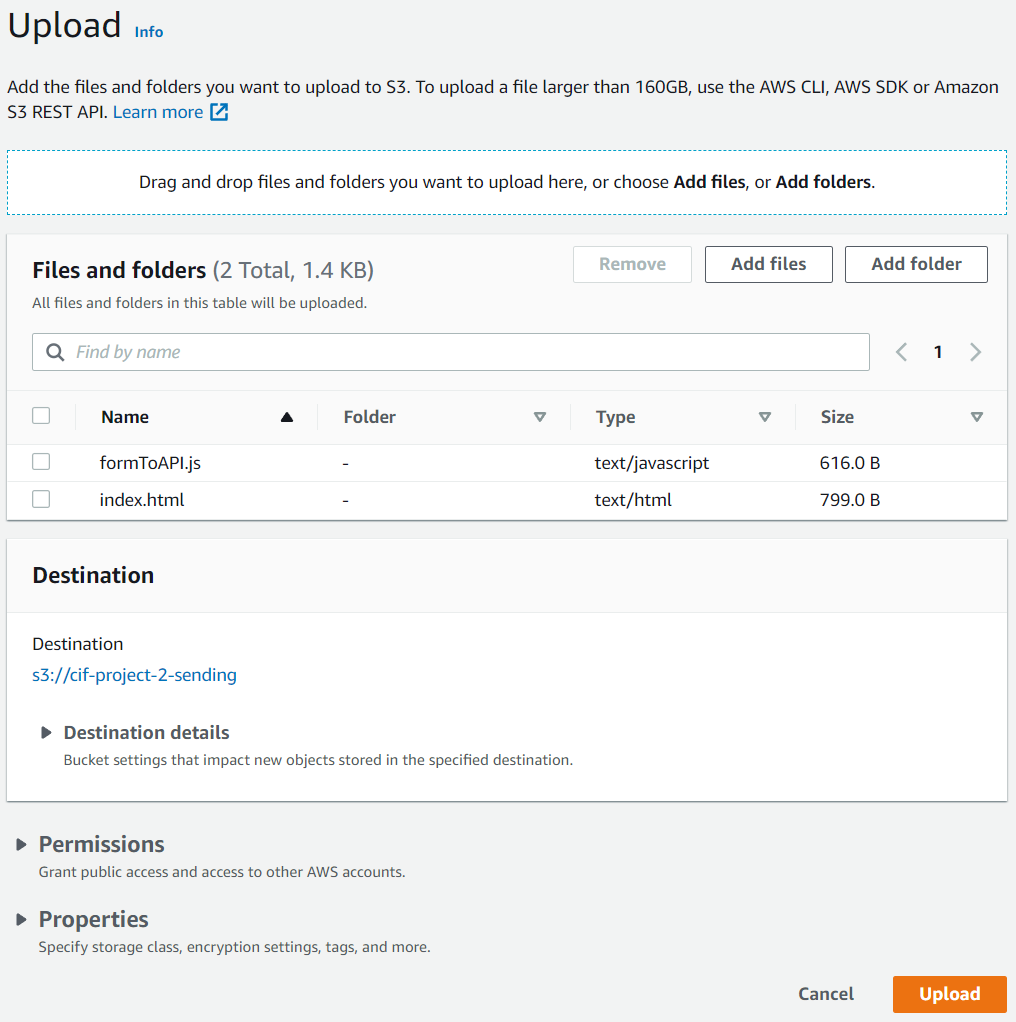 Upload Info
Add the files and folders you want to upload to S3. To upload a file larger than 160GB, use the AWS CLI, AWS SDK or Amazon
S3 REST API. Learn more
Drag and drop files and folders you want to upload here, or choose Add files, or Add folders.
Files and folders (2 Total, 1.4 KB)
Remove Add files Add folder
All files and folders in this table will be uploaded.
Find by name 1
Name Folder Type Size
formToAPI.js - text/javascript 616.0 B
index.html - text/html 799.0 B
Destination
Destination
s3://cif-project-2-sending
Destination details
Bucket settings that impact new objects stored in the specified destination.
Permissions
Grant public access and access to other AWS accounts.
Properties
Specify storage class, encryption settings, tags, and more.
Cancel Upload